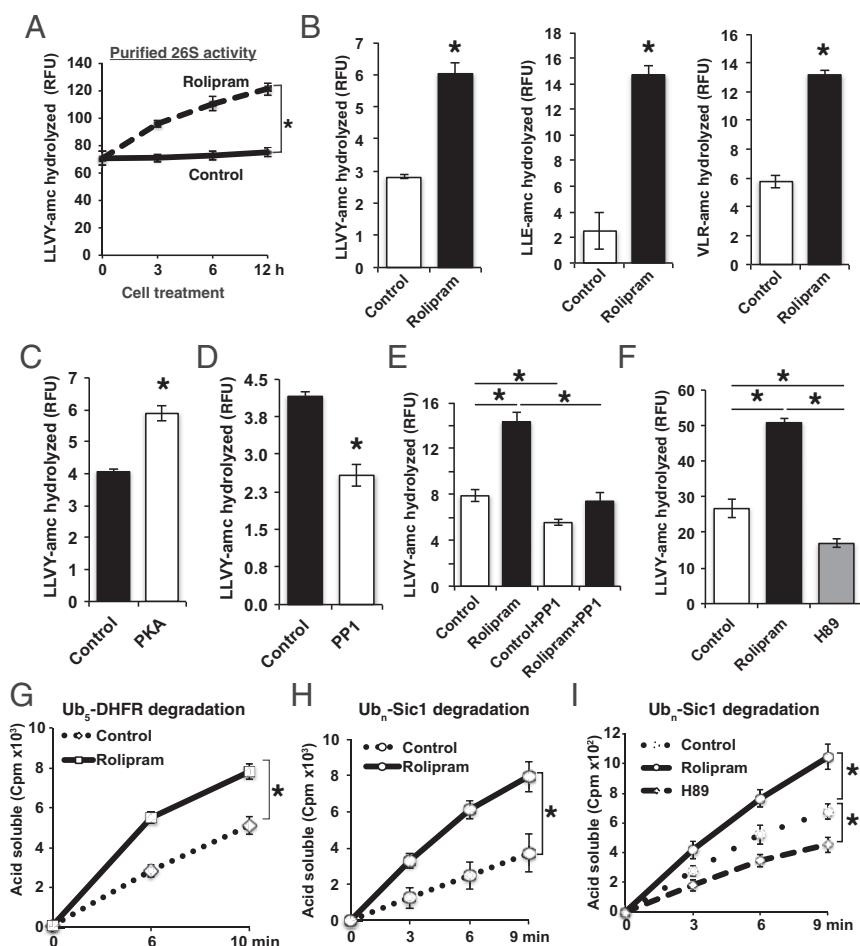 A
Purified 26S activity
LLVY-amc hydrolyzed (RFU)
140
120
100
80
60
40
20
0
Rolipram
*
Control
0 3 6 12 h
Cell treatment
B
LLVY-amc hydrolyzed (RFU)
7
6
5
4
3
2
1
0
*
Control Rolipram
LLE-amc hydrolyzed (RFU)
18
16
14
12
10
8
6
4
2
0
*
Control Rolipram
VLR-amc hydrolyzed (RFU)
16
14
12
10
8
6
4
2
0
*
Control Rolipram
C
LLVY-amc hydrolyzed (RFU)
7
6
5
4
3
2
1
0
*
Control PKA
D
LLVY-amc hydrolyzed (RFU)
4.5
3.8
3.0
2.3
1.5
0.8
0.0
*
Control PP1
E
LLVY-amc hydrolyzed (RFU)
16
12
8
4
0
*
* *
Control Rolipram Control+PP1 Rolipram+PP1
F
LLVY-amc hydrolyzed (RFU)
60
50
40
30
20
10
0
*
* *
Control Rolipram H89
G
Ub5-DHFR degradation
Acid soluble (Cpm x10³)
10
8
6
4
2
0
Control
Rolipram
*
0 6 10 min
H
Ubn-Sic1 degradation
Acid soluble (Cpm x10³)
10
8
6
4
2
0
Control
Rolipram
*
0 3 6 9 min
I
Ubn-Sic1 degradation
Acid soluble (Cpm x10²)
12
10
8
6
4
2
0
Control
Rolipram
H89
*
*
0 3 6 9 min